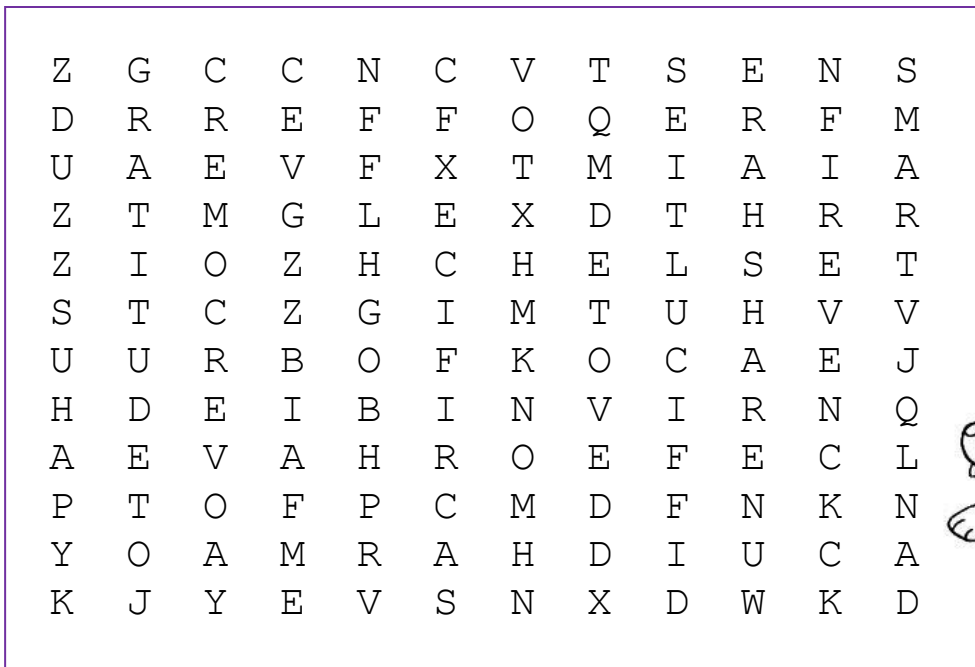 Z G C C N C V T S E N S
D R R E F F O Q E R F M
U A E V F X T M I A I A
Z T M G L E X D T H R R
Z I O Z H C H E L S E T
S T C Z G I M T U H V V
U U R B O F K O C A E J
H D E I B I N V I R N Q
A E V A H R O E F E C L
P T O F P C M D F N K N
Y O A M R A H D I U C A
K J Y E V S N X D W K D